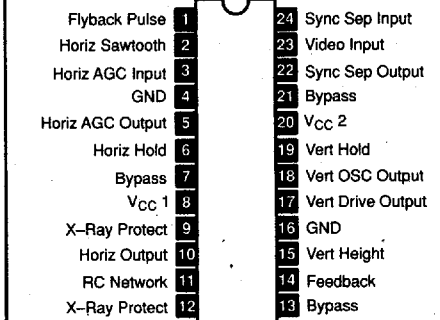 Flyback Pulse 1 24 Sync Sep Input
Horiz Sawtooth 2 23 Video Input
Horiz AGC Input 3 22 Sync Sep Output
GND 4 21 Bypass
Horiz AGC Output 5 20 VCC 2
Horiz Hold 6 19 Vert Hold
Bypass 7 18 Vert OSC Output
VCC 1 8 17 Vert Drive Output
X–Ray Protect 9 16 GND
Horiz Output 10 15 Vert Height
RC Network 11 14 Feedback
X–Ray Protect 12 13 Bypass